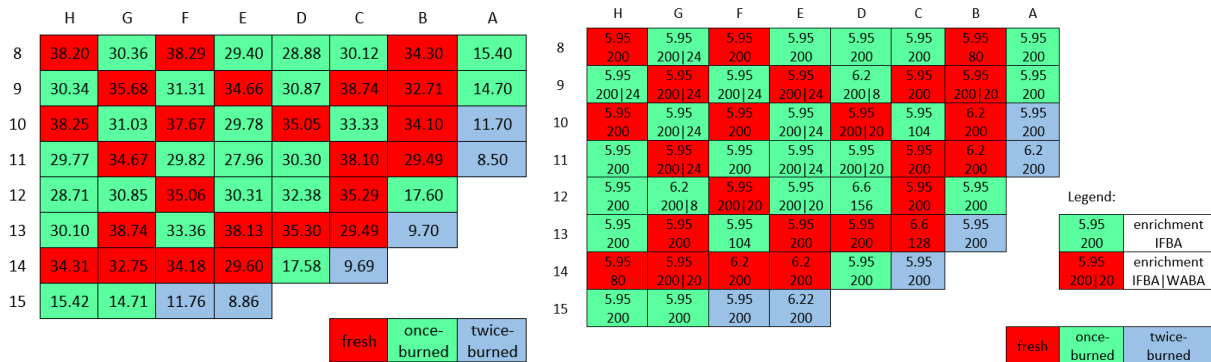 H G F E D C B A
8 38.20 30.36 38.29 29.40 28.88 30.12 34.30 15.40
9 30.34 35.68 31.31 34.66 30.87 38.74 32.71 14.70
10 38.25 31.03 37.67 29.78 35.05 33.33 34.10 11.70
11 29.77 34.67 29.82 27.96 30.30 38.10 29.49 8.50
12 28.71 30.85 35.06 30.31 32.38 35.29 17.60
13 30.10 38.74 33.36 38.13 35.30 29.49 9.70
14 34.31 32.75 34.18 29.60 17.58 9.69
15 15.42 14.71 11.76 8.86
fresh once- twice-
burned burned
H G F E D C B A
5.95 5.95 5.95 5.95 5.95 5.95 5.95 5.95
8
200 200|24 200 200 200 200 80 200
5.95 5.95 5.95 5.95 6.2 5.95 5.95 5.95
9
200|24 200|24 200|24 200|24 200|8 200 200|20 200
5.95 5.95 5.95 5.95 5.95 5.95 6.2 5.95
10
200 200|24 200 200|24 200|20 104 200 200
5.95 5.95 5.95 5.95 5.95 5.95 6.2 6.2
11
200 200|24 200 200|24 200|20 200 200 200
5.95 6.2 5.95 5.95 6.6 5.95 5.95
12
200 200|8 200|20 200|20 156 200 200
5.95 5.95 5.95 5.95 5.95 6.6 5.95
13
200 200 104 200 200 128 200
5.95 5.95 6.2 6.2 5.95 5.95
14
80 200|20 200 200 200 200
5.95 5.95 5.95 6.22
15
200 200 200 200
Legend:
5.95 enrichment
200 IFBA
5.95 enrichment
200|20 IFBA|WABA
fresh once- twice-
burned burned